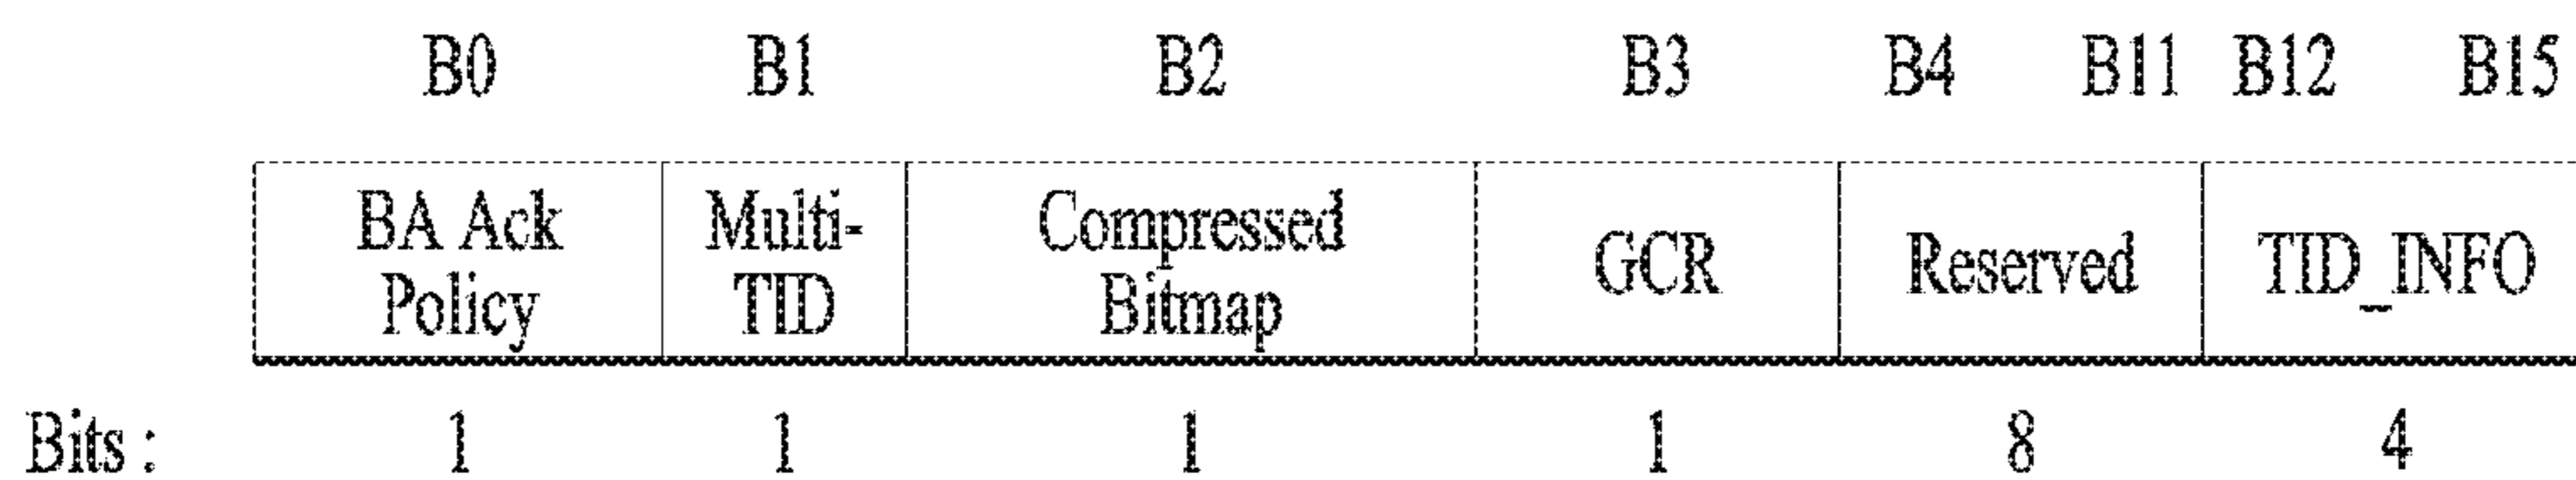 B0 B1 B2 B3 B4 B11 B12 B15
BA Ack Policy Multi-TID Compressed Bitmap GCR Reserved TID_INFO
Bits : 1 1 1 1 8 4